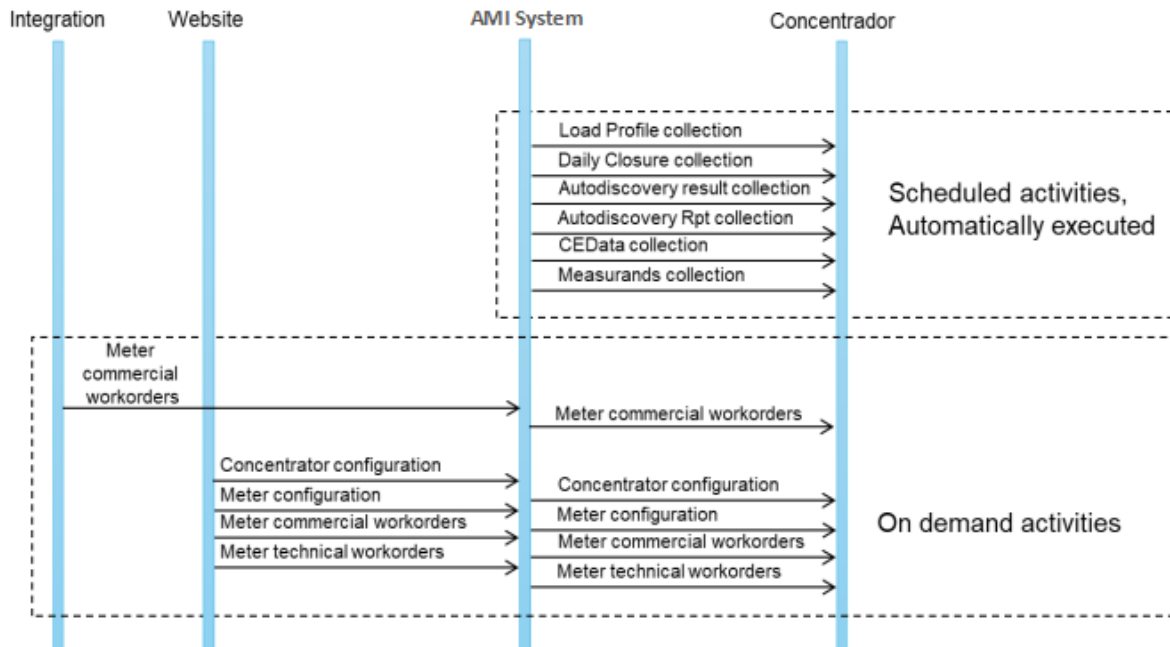 Integration
Website
AMI System
Concentrador
Load Profile collection
Daily Closure collection
Autodiscovery result collection
Autodiscovery Rpt collection
CEData collection
Measurands collection
Scheduled activities,
Automatically executed
Meter
commercial
workorders
Meter commercial workorders
Concentrator configuration
Meter configuration
Meter commercial workorders
Meter technical workorders
Concentrator configuration
Meter configuration
Meter commercial workorders
Meter technical workorders
On demand activities